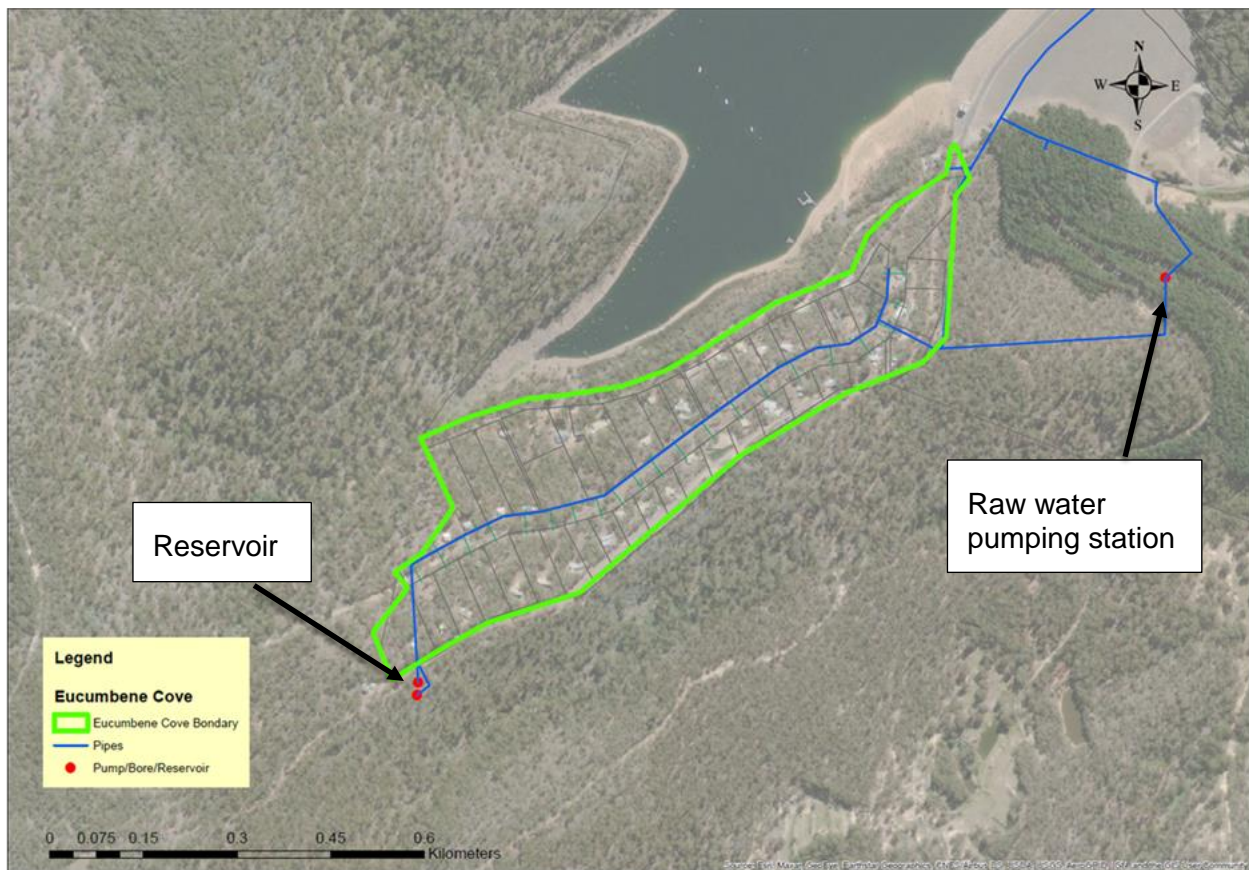 N
W E
S
Reservoir
Raw water
pumping station
Legend
Eucumbene Cove
Eucumbene Cove Bondary
Pipes
Pump/Bore/Reservoir
0 0.075 0.15 0.3 0.45 0.6
Kilometers